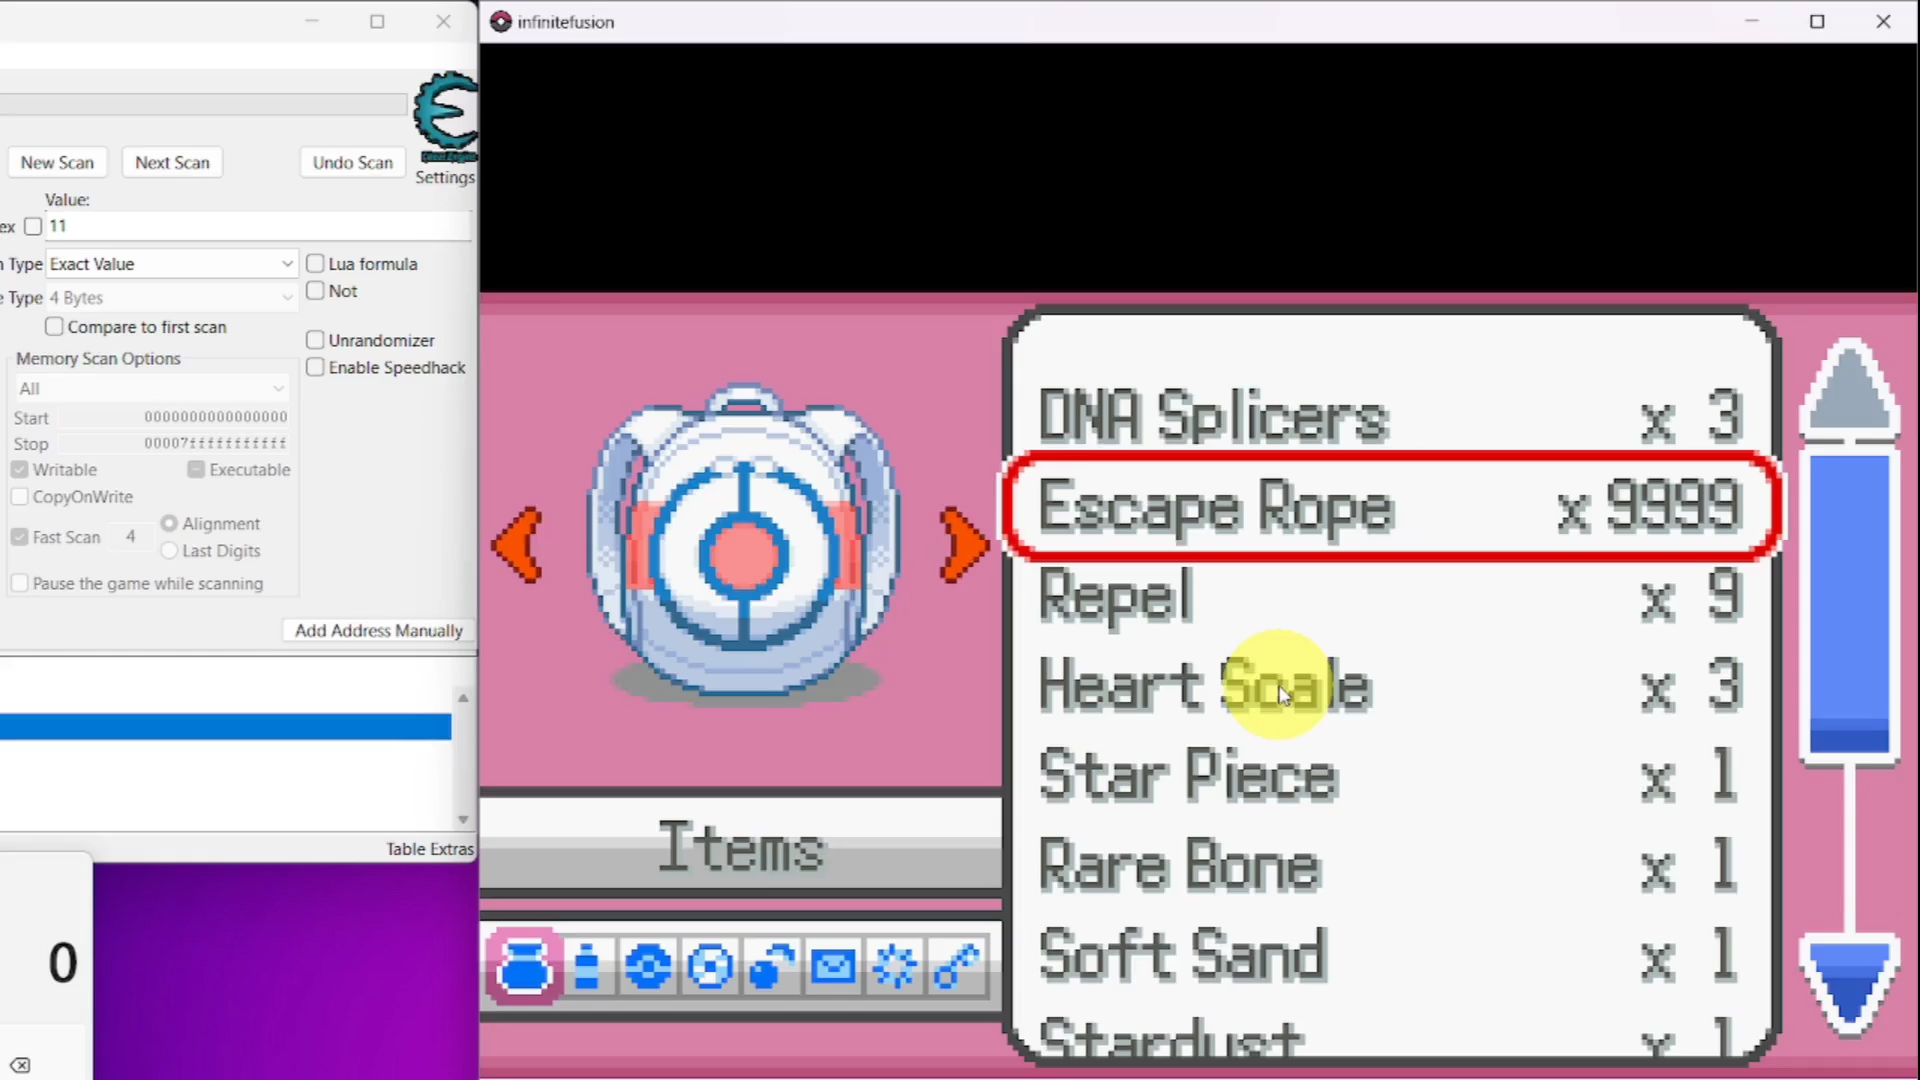 infinitefusion
New Scan
Next Scan
Undo Scan
Cheat Engine
Settings
Value:
ex
11
n Type
Exact Value
Lua formula
Not
e Type
4 Bytes
Compare to first scan
Unrandomizer
Memory Scan Options
Enable Speedhack
All
Start
0000000000000000
Stop
00007fffffffffff
Writable
Executable
CopyOnWrite
Fast Scan
4
Alignment
Last Digits
Pause the game while scanning
Add Address Manually
Table Extras
0
DNA Splicers x 3
Escape Rope x 9999
Repel x 9
Heart Scale x 3
Star Piece x 1
Rare Bone x 1
Soft Sand x 1
Stardust x 1
Items